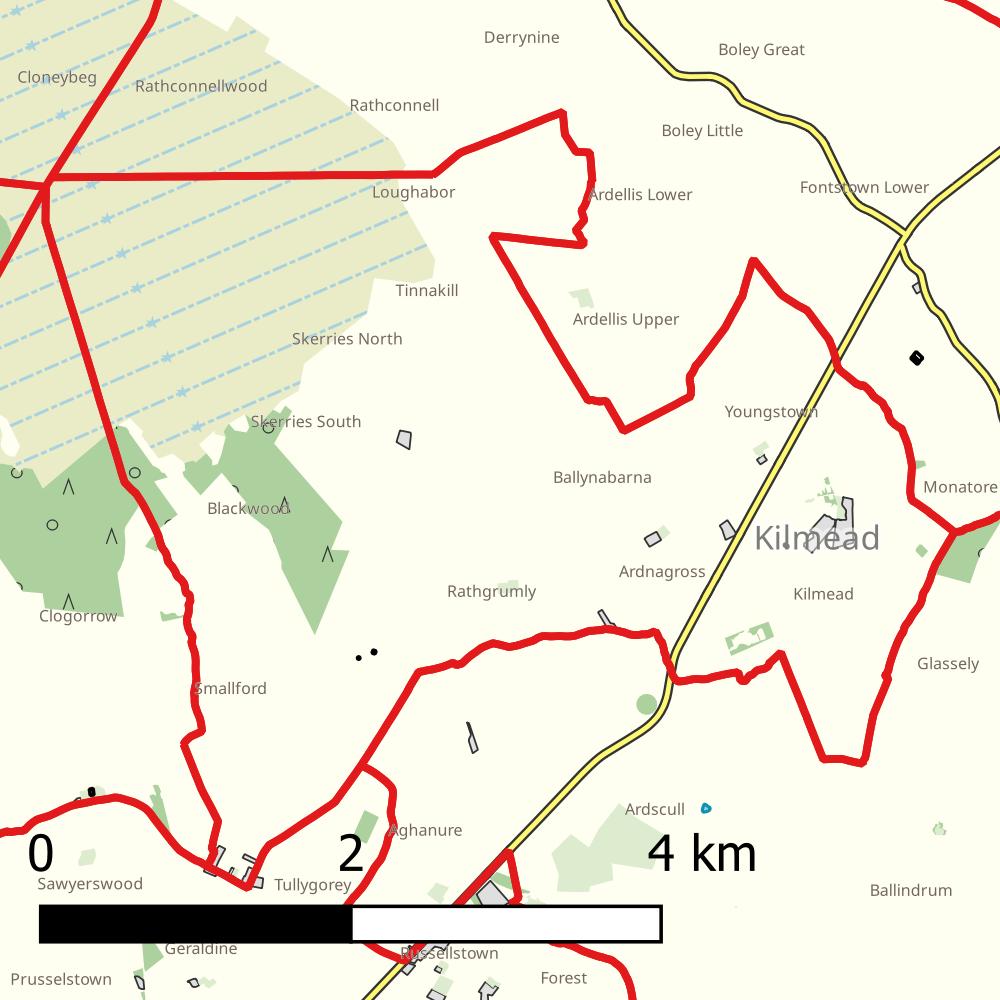 Derrynine
Boley Great
Cloneybeg
Rathconnellwood
Rathconnell
Boley Little
Loughabor
Ardellis Lower
Fontstown Lower
Tinnakill
Ardellis Upper
Skerries North
Youngstown
Skerries South
Ballynabarna
Monatore
Blackwood
Kilmead
Ardnagross
Rathgrumly
Kilmead
Clogorrow
Glassely
Smallford
Ardscull
Aghanure
0 2 4 km
Sawyerswood
Tullygorey
Ballindrum
Geraldine
Russellstown
Prusselstown
Forest